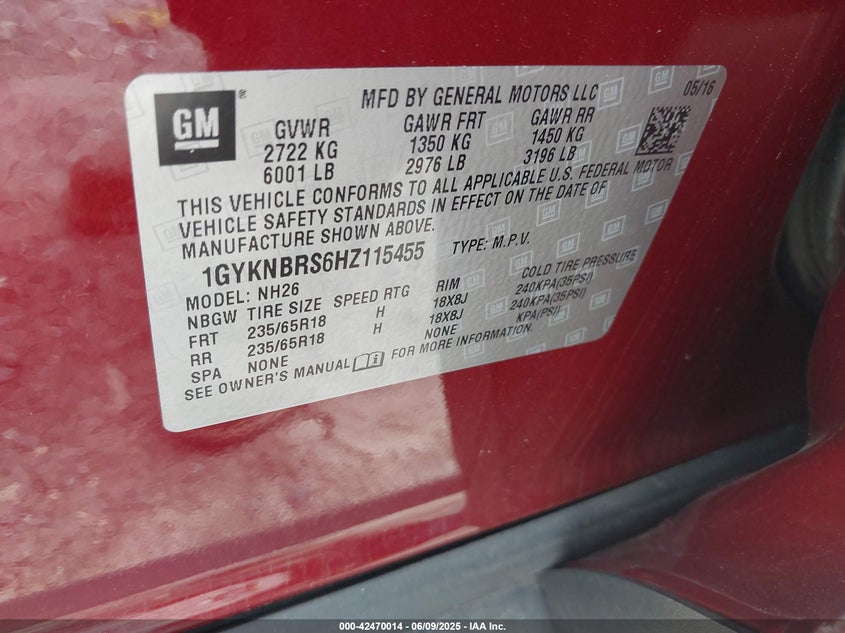 GM ® MFD BY GENERAL MOTORS LLC 05/16
GVWR GAWR FRT GAWR RR
2722 KG 1350 KG 1450 KG
6001 LB 2976 LB 3196 LB
THIS VEHICLE CONFORMS TO ALL APPLICABLE U.S. FEDERAL MOTOR
VEHICLE SAFETY STANDARDS IN EFFECT ON THE DATE OF
MANUFACTURE SHOWN ABOVE.
1GYKNBRS6HZ115455 TYPE: M.P.V.
MODEL: NH26
NBGW TIRE SIZE SPEED RTG RIM COLD TIRE PRESSURE
FRT 235/65R18 H 18X8J 240KPA(35PSI)
RR 235/65R18 H 18X8J 240KPA(35PSI)
SPA NONE NONE KPA(PSI)
SEE OWNER'S MANUAL FOR MORE INFORMATION.
000-42470014 / 06/09/2025 - IAA Inc.